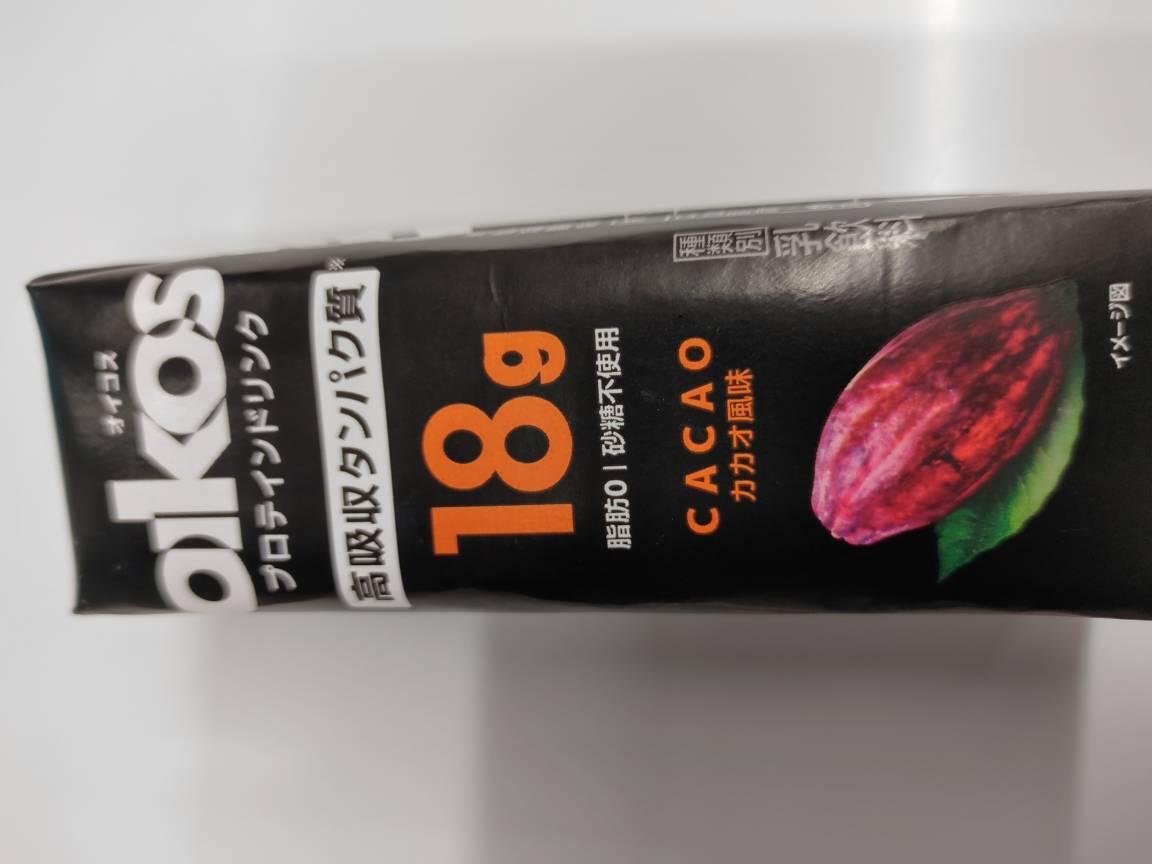 オイコス
oikos
プロテインドリンク
高吸収タンパク質※
18g
脂肪0 | 砂糖不使用
CACAO
カカオ風味
種類別 乳飲料
イメージ図